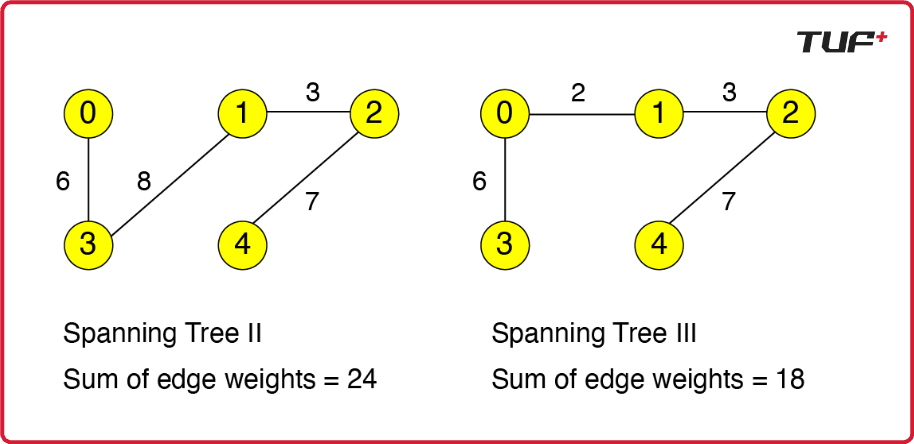 TUF+
0 1 3 2
6 8 7
3 4
0 2 1 3 2
6 7
3 4
Spanning Tree II
Sum of edge weights = 24
Spanning Tree III
Sum of edge weights = 18